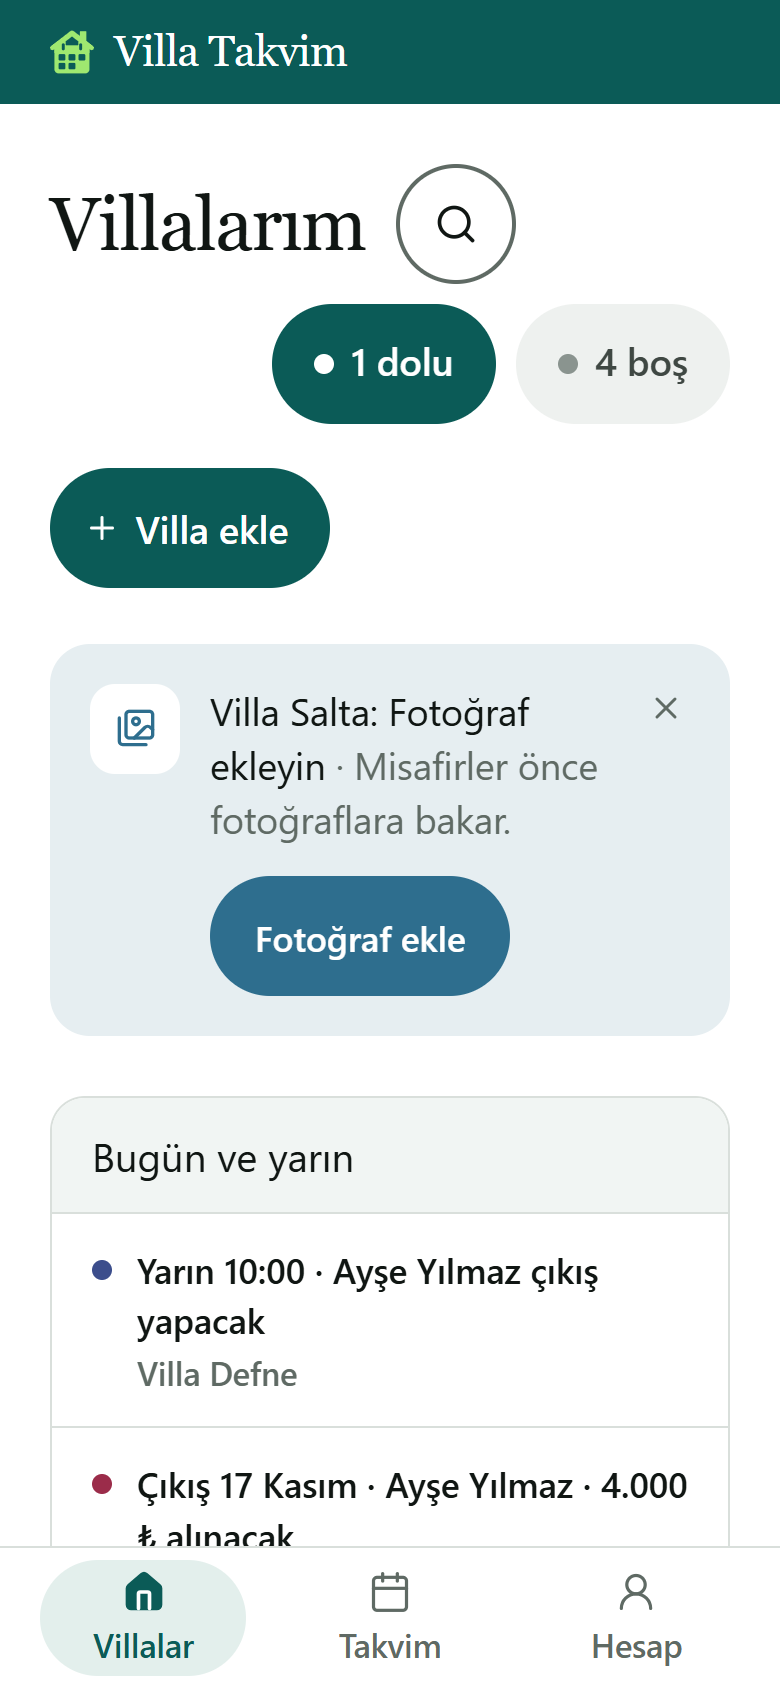 Villa Takvim
Villalarım
1 dolu
4 boş
+ Villa ekle
Villa Salta: Fotoğraf
ekleyin · Misafirler önce
fotoğraflara bakar.
Fotoğraf ekle
Bugün ve yarın
Yarın 10:00 · Ayşe Yılmaz çıkış
yapacak
Villa Defne
Çıkış 17 Kasım · Ayşe Yılmaz · 4.000
₺ alınacak
Villalar
Takvim
Hesap